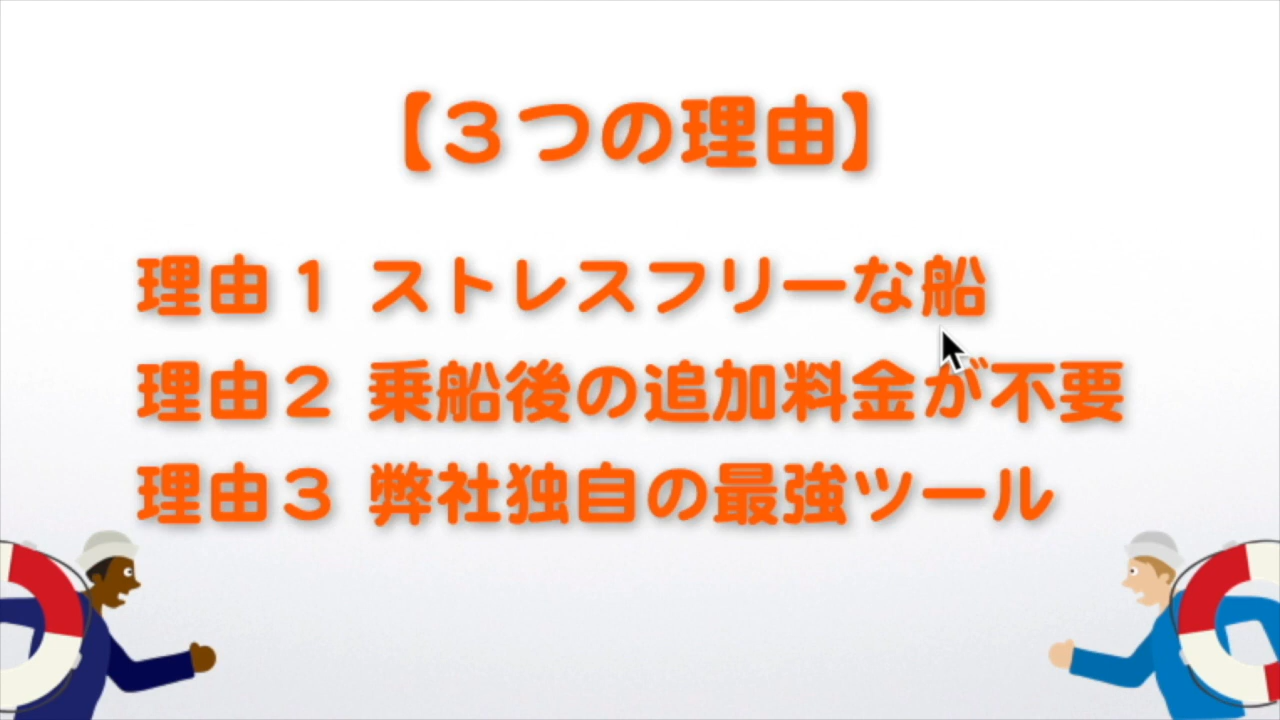 【３つの理由】
理由１ ストレスフリーな船
理由２ 乗船後の追加料金が不要
理由３ 弊社独自の最強ツール